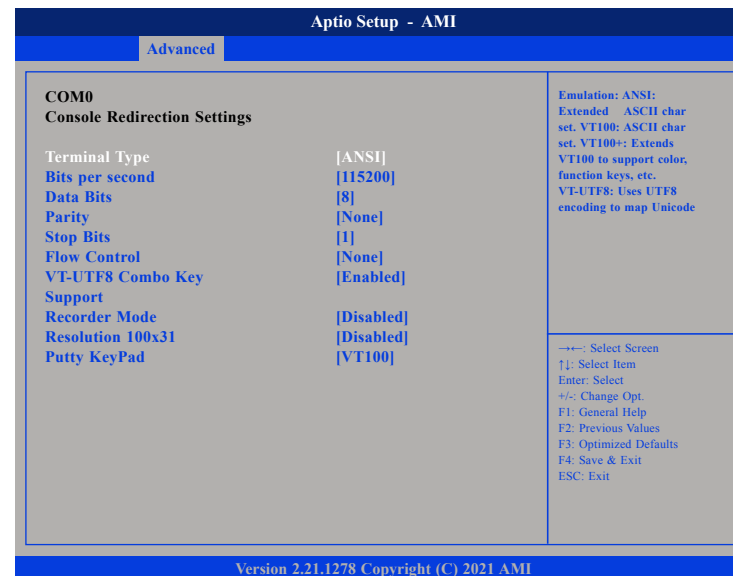 Aptio Setup - AMI
Advanced
COM0
Console Redirection Settings
Terminal Type [ANSI]
Bits per second [115200]
Data Bits [8]
Parity [None]
Stop Bits [1]
Flow Control [None]
VT-UTF8 Combo Key [Enabled]
Support
Recorder Mode [Disabled]
Resolution 100x31 [Disabled]
Putty KeyPad [VT100]
Emulation: ANSI:
Extended ASCII char
set. VT100: ASCII char
set. VT100+: Extends
VT100 to support color,
function keys, etc.
VT-UTF8: Uses UTF8
encoding to map Unicode
→←: Select Screen
↑↓: Select Item
Enter: Select
+/-: Change Opt.
F1: General Help
F2: Previous Values
F3: Optimized Defaults
F4: Save & Exit
ESC: Exit
Version 2.21.1278 Copyright (C) 2021 AMI